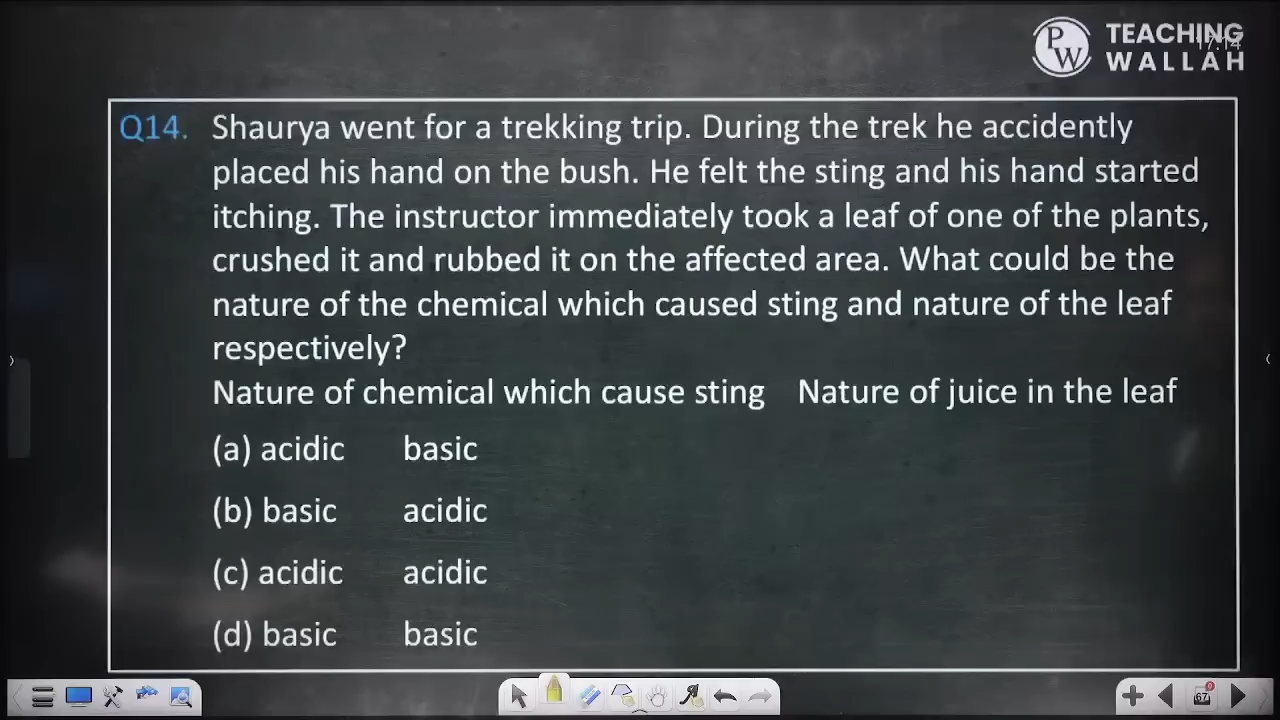 PW TEACHING
WALLAH
17:14
Q14. Shaurya went for a trekking trip. During the trek he accidently
placed his hand on the bush. He felt the sting and his hand started
itching. The instructor immediately took a leaf of one of the plants,
crushed it and rubbed it on the affected area. What could be the
nature of the chemical which caused sting and nature of the leaf
respectively?
Nature of chemical which cause sting Nature of juice in the leaf
(a) acidic basic
(b) basic acidic
(c) acidic acidic
(d) basic basic
67